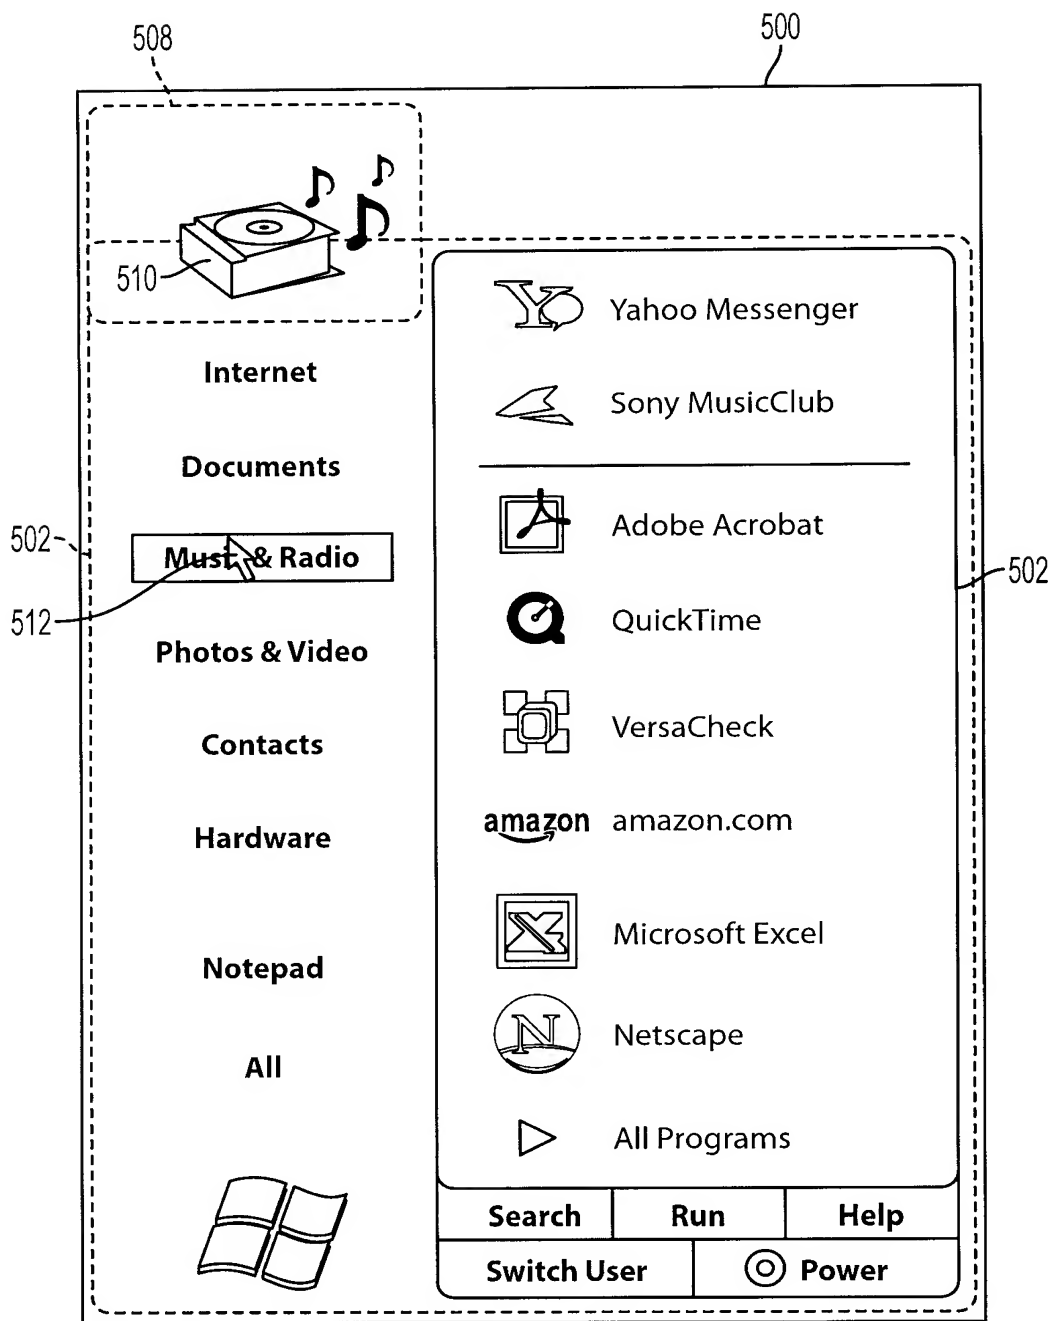 508
500
510
Yahoo Messenger
Internet
Sony MusicClub
Documents
Adobe Acrobat
502
Music & Radio
502
512
QuickTime
Photos & Video
VersaCheck
Contacts
amazon amazon.com
Hardware
Microsoft Excel
Notepad
N Netscape
All
All Programs
Search Run Help
Switch User Power